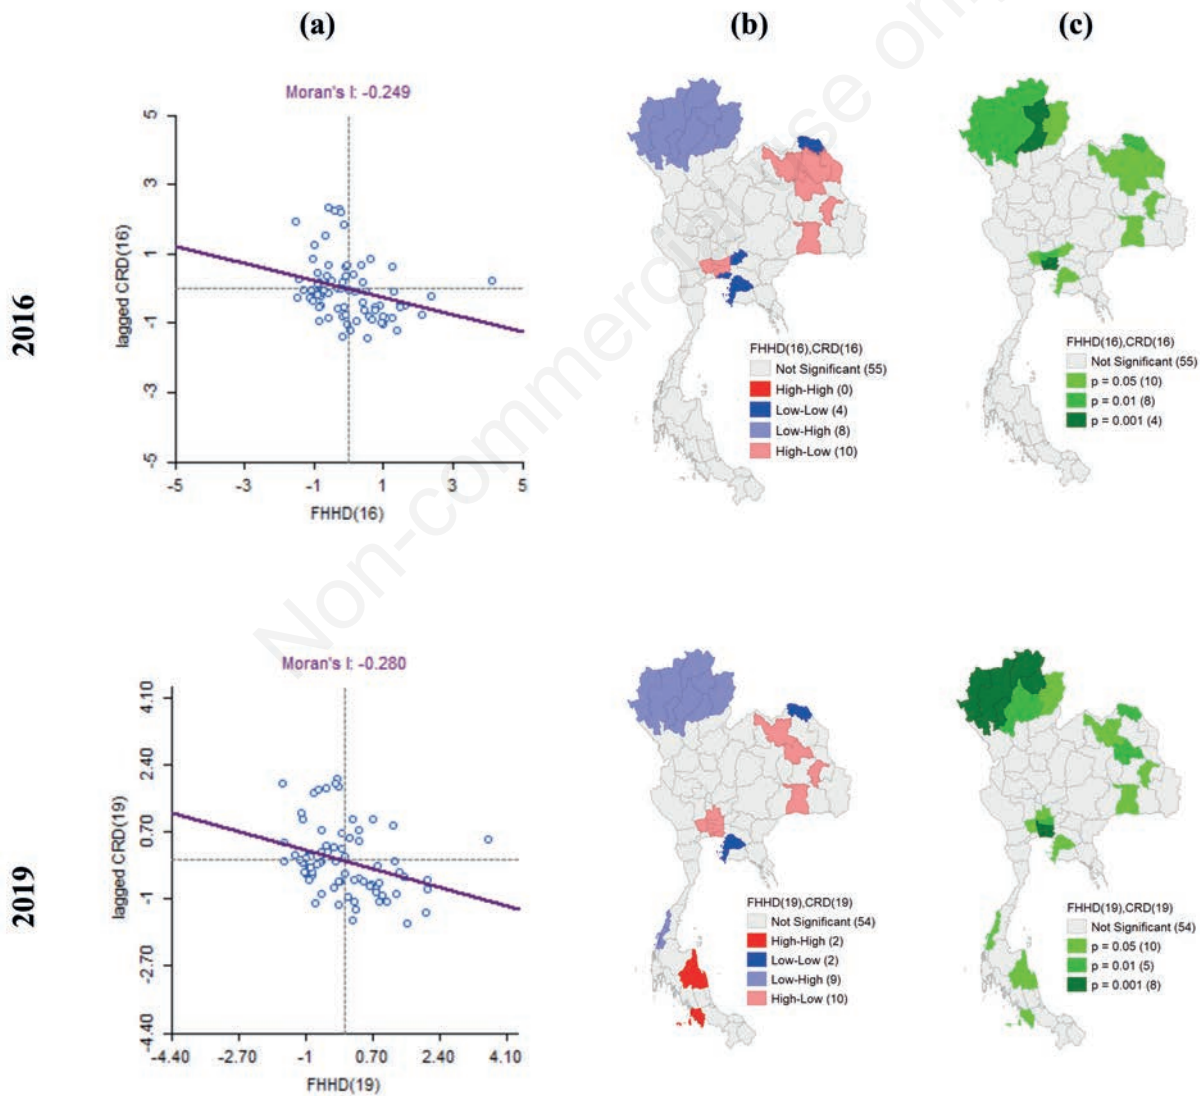 (a)
(b)
(c)
2016
Moran's I: -0.249
5
3
1
-1
-3
-5
lagged CRD(16)
-5
-3
-1
1
3
5
FHHD(16)
FHHD(16),CRD(16)
Not Significant (55)
High-High (0)
Low-Low (4)
Low-High (8)
High-Low (10)
FHHD(16),CRD(16)
Not Significant (55)
p = 0.05 (10)
p = 0.01 (8)
p = 0.001 (4)
Non-commercial use only
2019
Moran's I: -0.280
4.10
2.40
0.70
-1
-2.70
-4.40
lagged CRD(19)
-4.40
-2.70
-1
0.70
2.40
4.10
FHHD(19)
FHHD(19),CRD(19)
Not Significant (54)
High-High (2)
Low-Low (2)
Low-High (9)
High-Low (10)
FHHD(19),CRD(19)
Not Significant (54)
p = 0.05 (10)
p = 0.01 (5)
p = 0.001 (8)